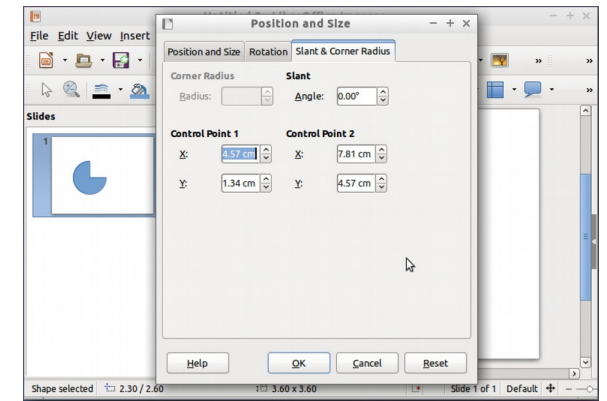 Position and Size
File Edit View Insert
Position and Size Rotation Slant & Corner Radius
Corner Radius Slant
Radius: Angle: 0.00°
Slides
Control Point 1 Control Point 2
1
X: 4.57 cm X: 7.81 cm
Y: 1.34 cm Y: 4.57 cm
Help OK Cancel Reset
Shape selected 2.30 / 2.60 3.60 x 3.60 Slide 1 of 1 Default